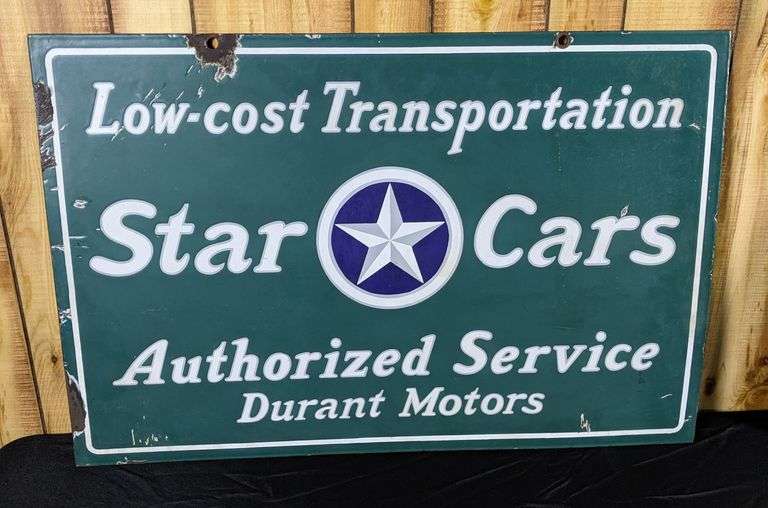 Low-cost Transportation
Star Cars
Authorized Service
Durant Motors